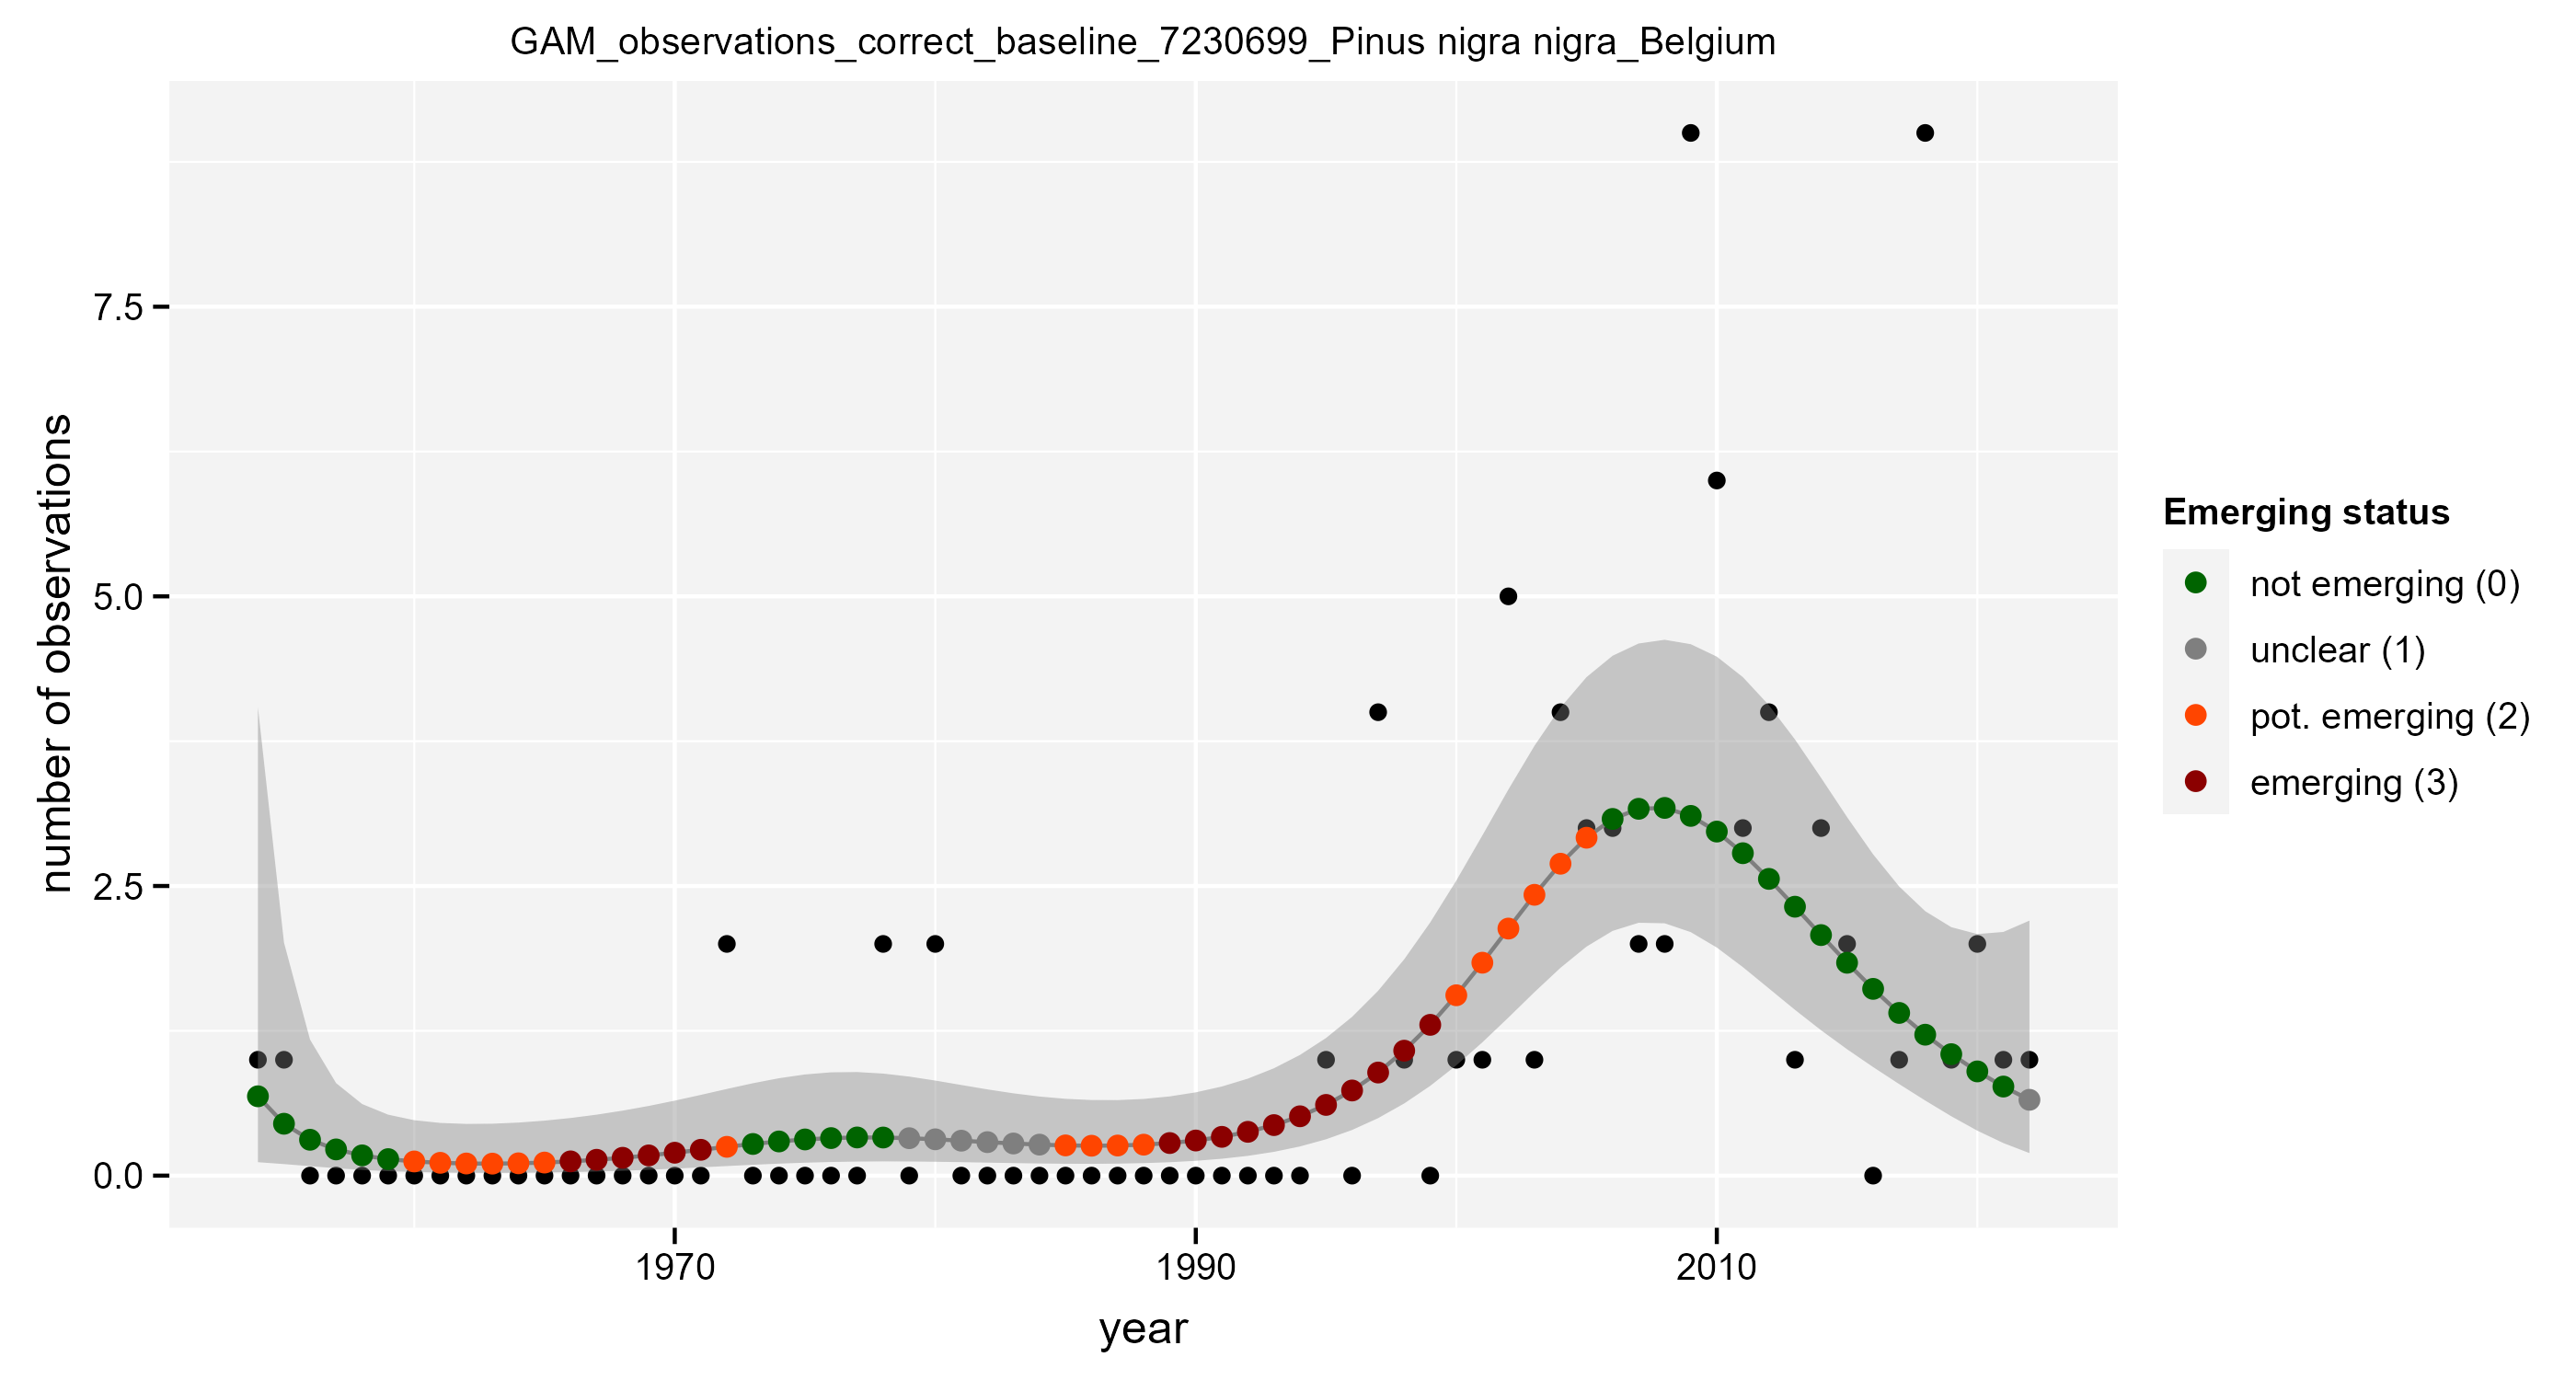 GAM_observations_correct_baseline_7230699_Pinus nigra nigra_Belgium
number of observations
7.5
5.0
2.5
0.0
1970
1990
2010
year
Emerging status
not emerging (0)
unclear (1)
pot. emerging (2)
emerging (3)